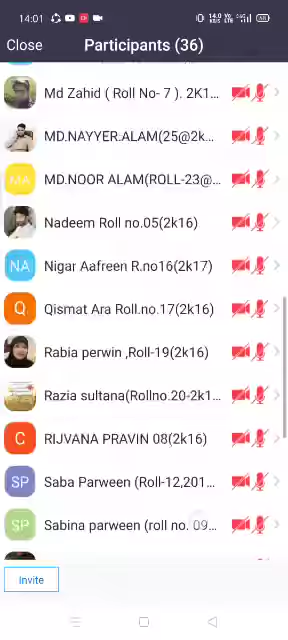 14:01
14.0 KB/S
Close
Participants (36)
Md Zahid ( Roll No- 7 ). 2K1...
MD.NAYYER.ALAM(25@2k...
MA
MD.NOOR ALAM(ROLL-23@...
Nadeem Roll no.05(2k16)
NA
Nigar Aafreen R.no16(2k17)
Q
Qismat Ara Roll.no.17(2k16)
Rabia perwin ,Roll-19(2k16)
Razia sultana(Rollno.20-2k1...
C
RIJVANA PRAVIN 08(2k16)
SP
Saba Parween (Roll-12,201...
SP
Sabina parween (roll no. 09...
Invite